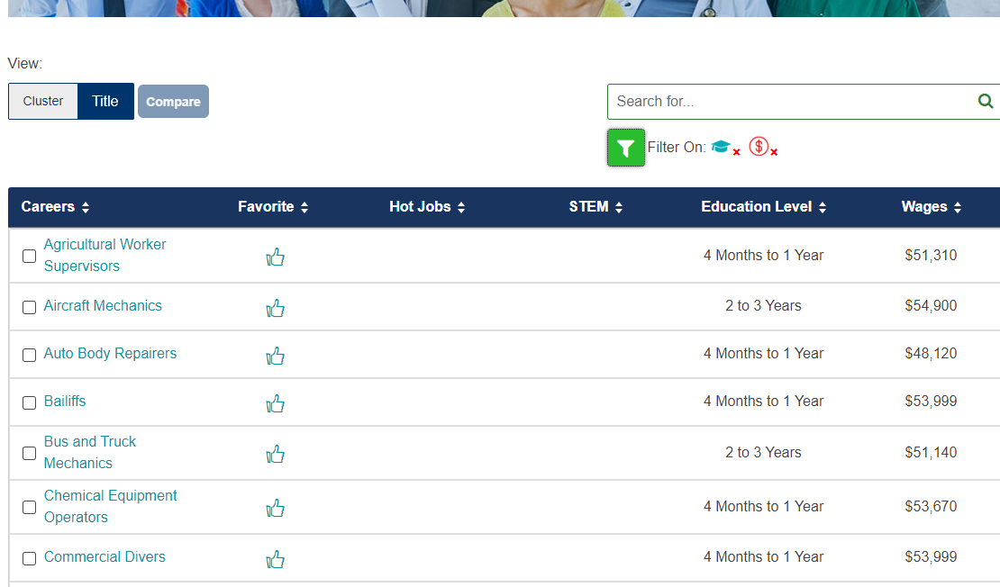 View:
Cluster Title Compare
Search for...
Filter On:
Careers Favorite Hot Jobs STEM Education Level Wages
Agricultural Worker
Supervisors
4 Months to 1 Year $51,310
Aircraft Mechanics 2 to 3 Years $54,900
Auto Body Repairers 4 Months to 1 Year $48,120
Bailiffs 4 Months to 1 Year $53,999
Bus and Truck
Mechanics
2 to 3 Years $51,140
Chemical Equipment
Operators
4 Months to 1 Year $53,670
Commercial Divers 4 Months to 1 Year $53,999